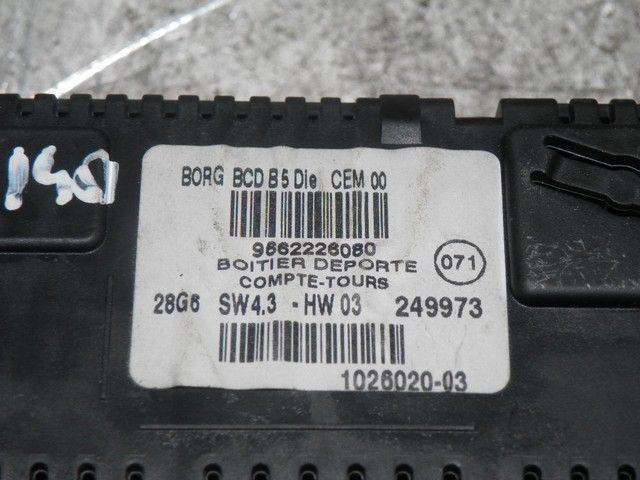 BORG BCD B5 Die CEM 00
9662226080
BOITIER DEPORTE
COMPTE-TOURS
071
28G6 SW4.3 -HW 03 249973
1026020-03